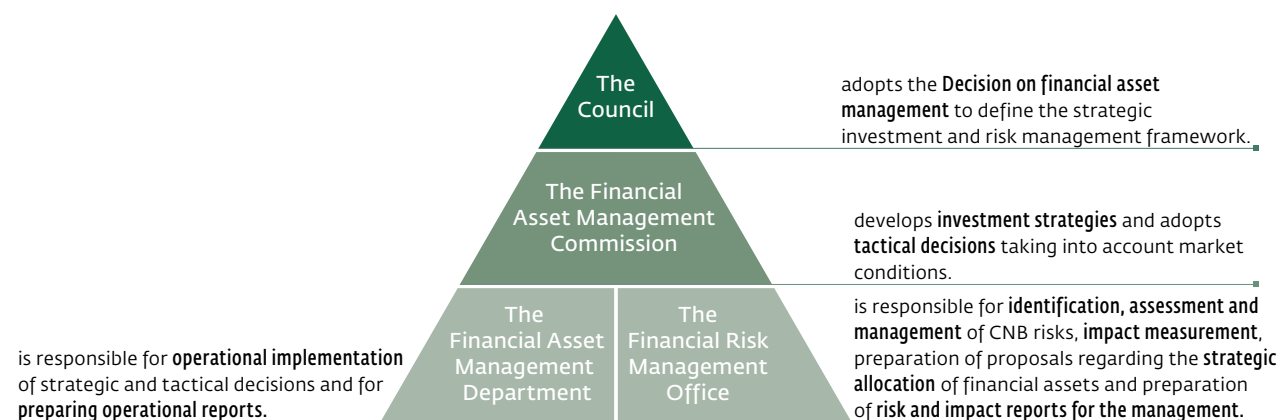 The
Council
adopts the Decision on financial asset
management to define the strategic
investment and risk management framework.
The Financial
Asset Management
Commission
develops investment strategies and adopts
tactical decisions taking into account market
conditions.
The
Financial Asset
Management
Department
The
Financial Risk
Management
Office
is responsible for identification, assessment and
management of CNB risks, impact measurement,
preparation of proposals regarding the strategic
allocation of financial assets and preparation
of risk and impact reports for the management.
is responsible for operational implementation
of strategic and tactical decisions and for
preparing operational reports.